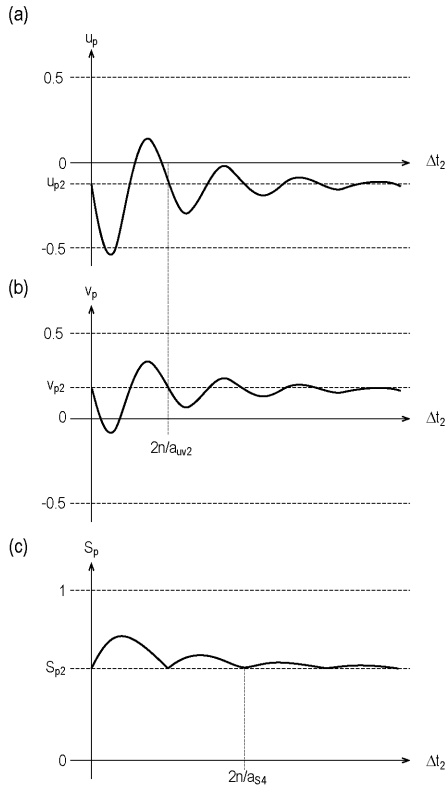 (a)
u_p
0.5
0
Δt_2
u_p2
-0.5
(b)
v_p
0.5
v_p2
0
Δt_2
2n/a_uv2
-0.5
(c)
S_p
1
S_p2
0
Δt_2
2n/a_S4